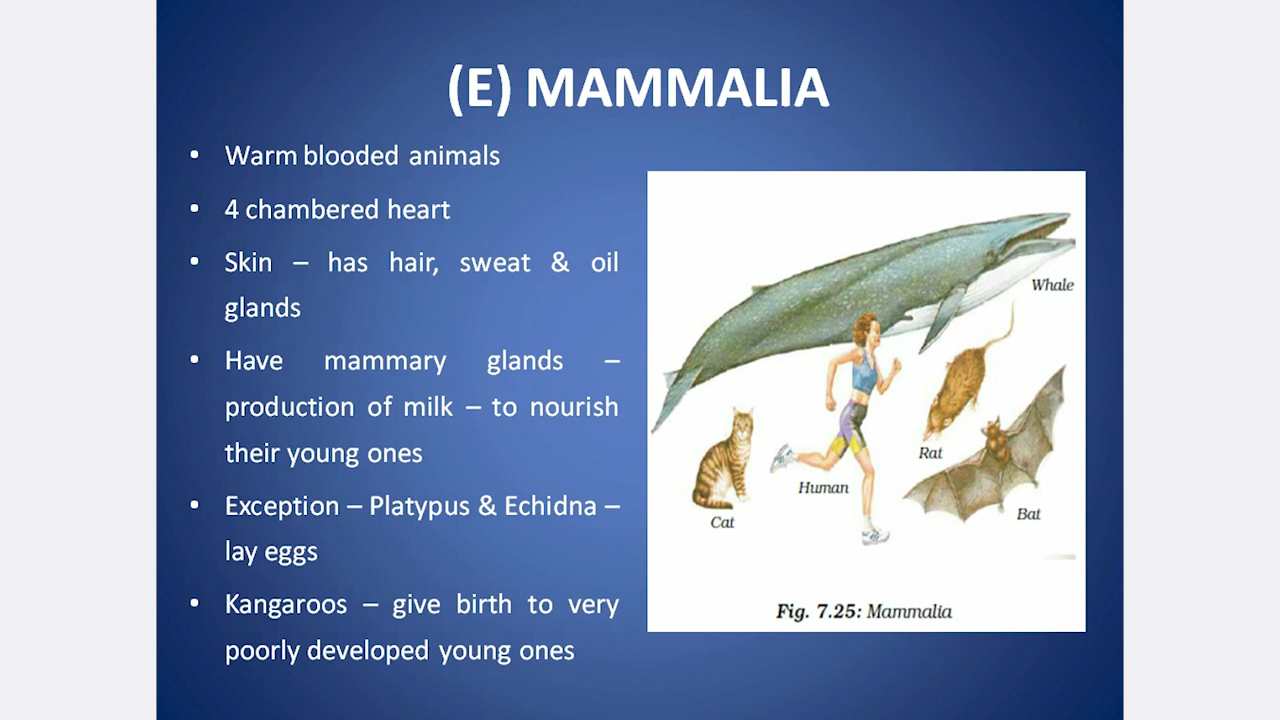 (E) MAMMALIA
• Warm blooded animals
• 4 chambered heart
• Skin – has hair, sweat & oil
glands
• Have mammary glands –
production of milk – to nourish
their young ones
• Exception – Platypus & Echidna –
lay eggs
• Kangaroos – give birth to very
poorly developed young ones
Whale
Rat
Human
Bat
Cat
Fig. 7.25: Mammalia